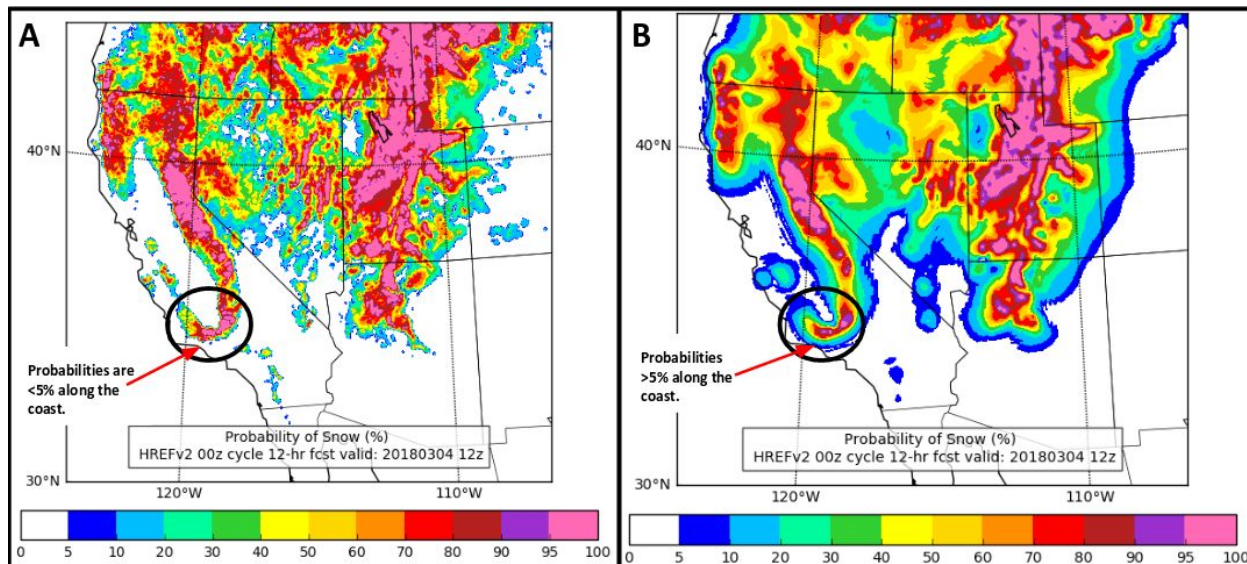 A
40°N
Probabilities are
<5% along the
coast.
Probability of Snow (%)
HREFv2 00z cycle 12-hr fcst valid: 20180304 12z
30°N
120°W
110°W
0 5 10 20 30 40 50 60 70 80 90 95 100
B
40°N
Probabilities
>5% along the
coast.
Probability of Snow (%)
HREFv2 00z cycle 12-hr fcst valid: 20180304 12z
30°N
120°W
110°W
0 5 10 20 30 40 50 60 70 80 90 95 100